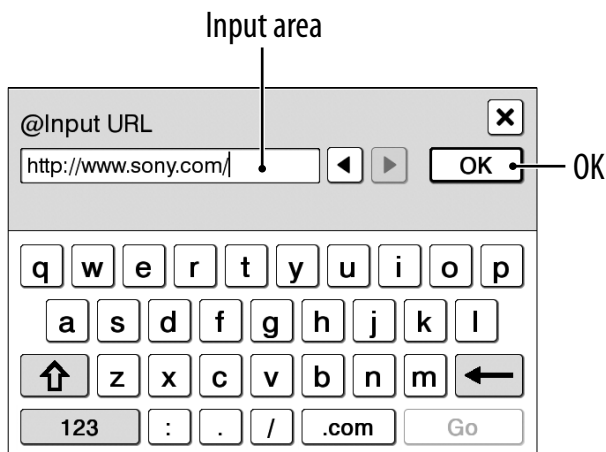 Input area
@Input URL
http://www.sony.com/
OK
OK
q w e r t y u i o p
a s d f g h j k l
z x c v b n m
123 : . / .com Go